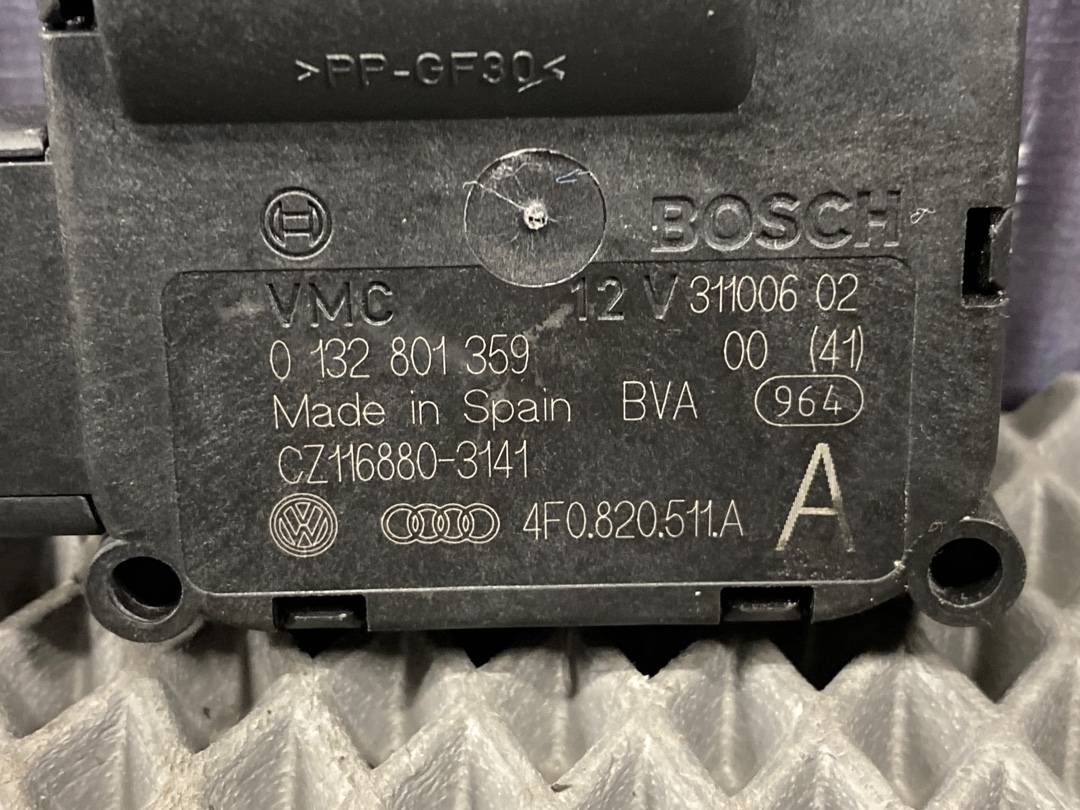 >PP-GF30<
BOSCH
VMC 12 V 311006 02
0 132 801 359 00 (41)
Made in Spain BVA 964
CZ116880-3141
4F0.820.511.A A